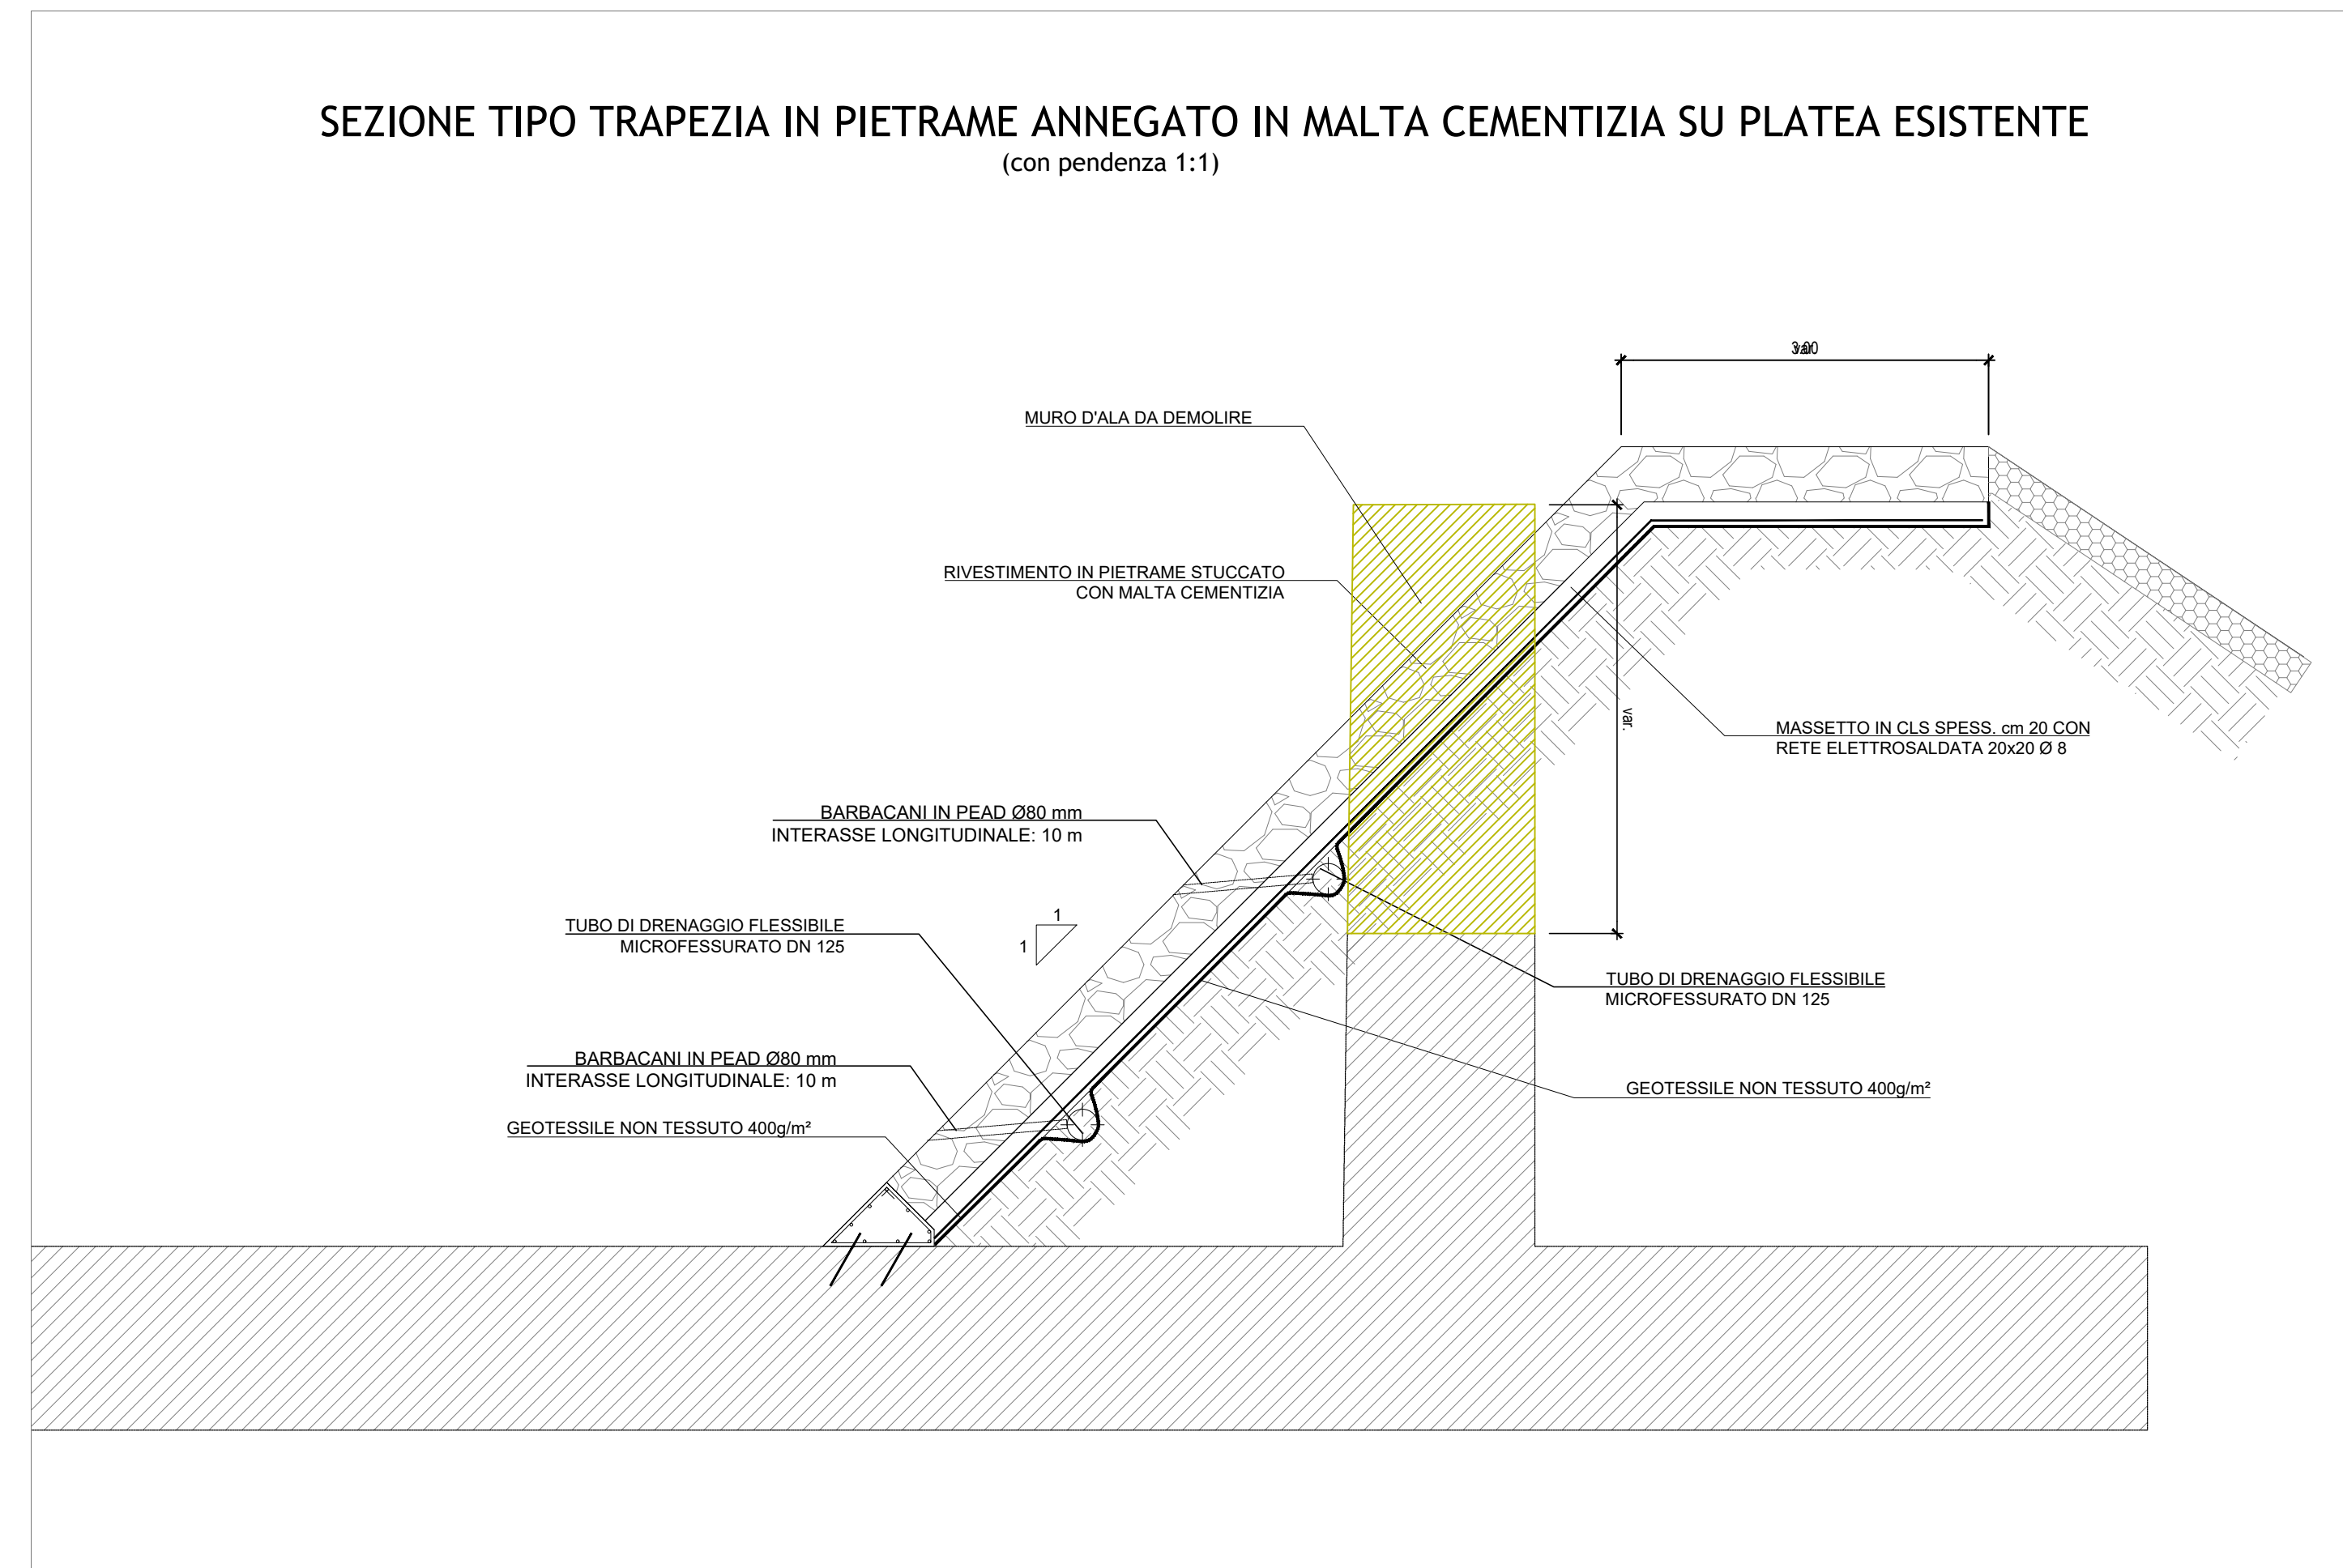 SEZIONE TIPO TRAPEZIA IN PIETRAME ANNEGATO IN MALTA CEMENTIZIA SU PLATEA ESISTENTE
(con pendenza 1:1)
MURO D'ALA DA DEMOLIRE
RIVESTIMENTO IN PIETRAME STUCCATO
CON MALTA CEMENTIZIA
var.
MASSETTO IN CLS SPESS. cm 20 CON
RETE ELETTROSALDATA 20x20 Ø 8
BARBACANI IN PEAD Ø80 mm
INTERASSE LONGITUDINALE: 10 m
1
1
TUBO DI DRENAGGIO FLESSIBILE
MICROFESSURATO DN 125
TUBO DI DRENAGGIO FLESSIBILE
MICROFESSURATO DN 125
BARBACANI IN PEAD Ø80 mm
INTERASSE LONGITUDINALE: 10 m
GEOTESSILE NON TESSUTO 400g/m²
GEOTESSILE NON TESSUTO 400g/m²